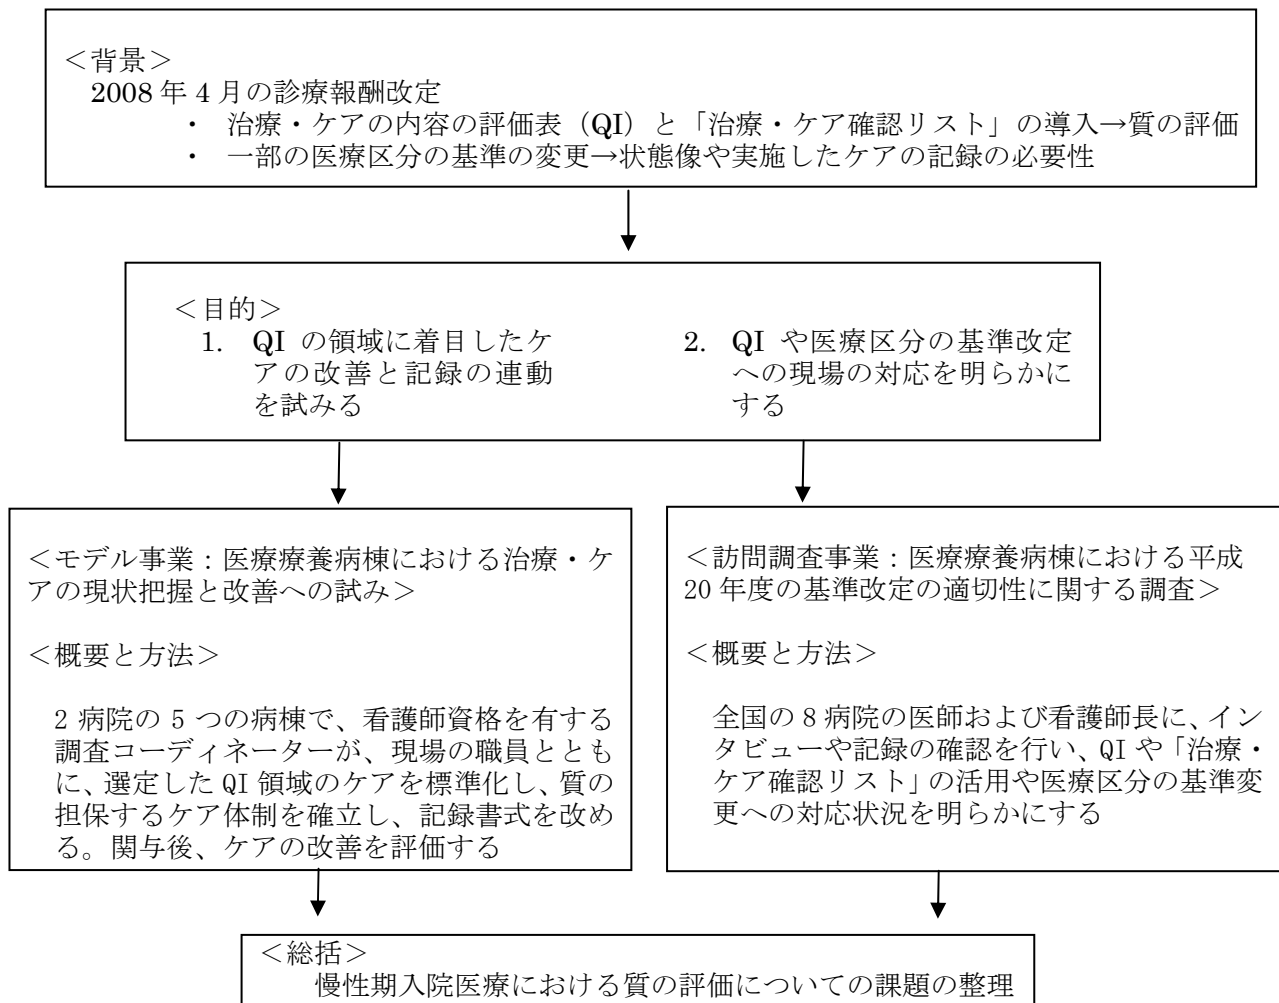 <背景>
2008 年 4 月の診療報酬改定
・ 治療・ケアの内容の評価表（QI）と「治療・ケア確認リスト」の導入→質の評価
・ 一部の医療区分の基準の変更→状態像や実施したケアの記録の必要性
<目的>
1. QI の領域に着目したケ
アの改善と記録の連動
を試みる
2. QI や医療区分の基準改定
への現場の対応を明らかに
する
<モデル事業：医療療養病棟における治療・ケ
アの現状把握と改善への試み>
<概要と方法>
2 病院の 5 つの病棟で、看護師資格を有する
調査コーディネーターが、現場の職員ととも
に、選定した QI 領域のケアを標準化し、質の
担保するケア体制を確立し、記録書式を改め
る。関与後、ケアの改善を評価する
<訪問調査事業：医療療養病棟における平成
20 年度の基準改定の適切性に関する調査>
<概要と方法>
全国の 8 病院の医師および看護師長に、イン
タビューや記録の確認を行い、QI や「治療・
ケア確認リスト」の活用や医療区分の基準変
更への対応状況を明らかにする
<総括>
慢性期入院医療における質の評価についての課題の整理